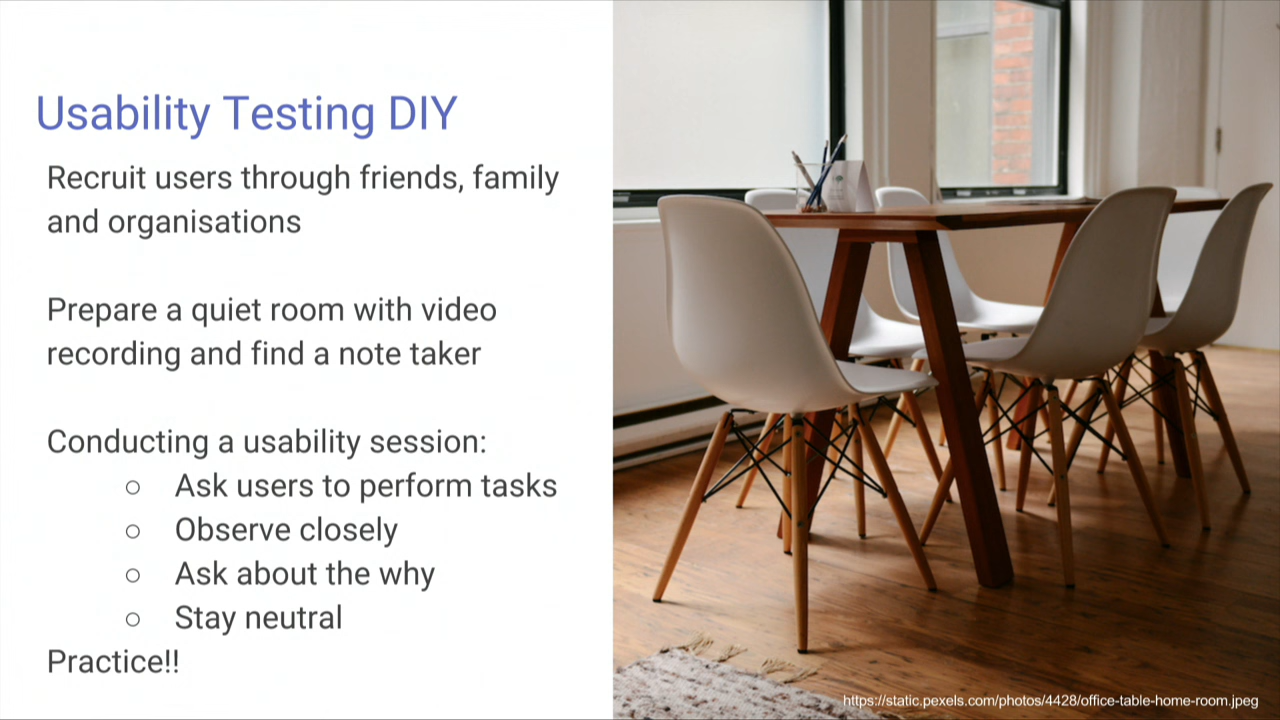 Usability Testing DIY
Recruit users through friends, family
and organisations
Prepare a quiet room with video
recording and find a note taker
Conducting a usability session:
○ Ask users to perform tasks
○ Observe closely
○ Ask about the why
○ Stay neutral
Practice!!
https://static.pexels.com/photos/4428/office-table-home-room.jpeg